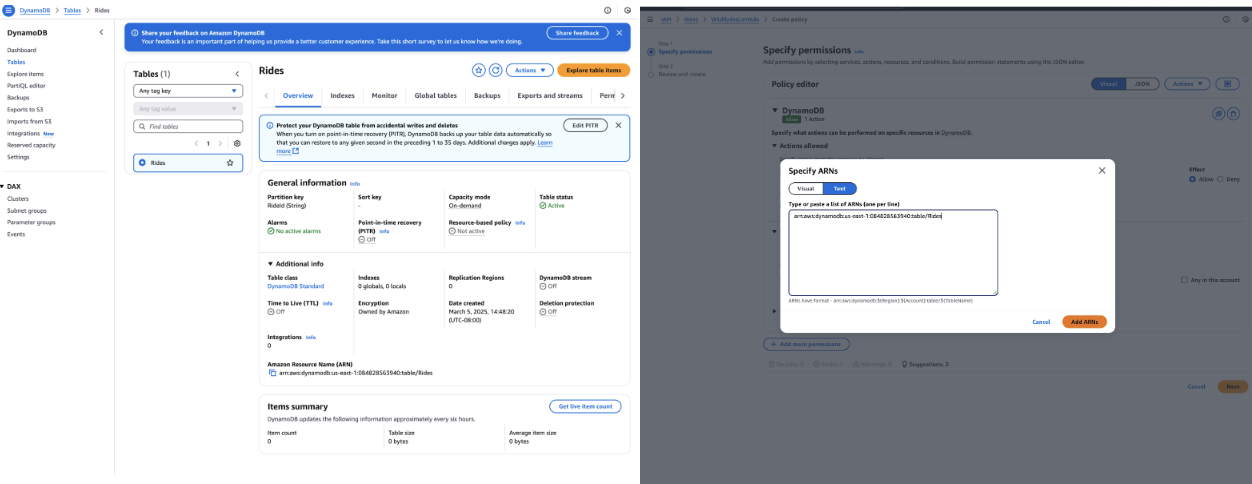 DynamoDB > Tables > Rides
DynamoDB
Dashboard
Tables
Explore items
PartiQL editor
Backups
Exports to S3
Imports from S3
Integrations New
Reserved capacity
Settings
DAX
Clusters
Subnet groups
Parameter groups
Events
Share your feedback on Amazon DynamoDB
Your feedback is an important part of helping us provide a better customer experience. Take this short survey to let us know how we're doing.
Share feedback
Tables (1)
Any tag key
Any tag value
Find tables
1
Rides
Rides
Actions
Explore table items
Overview
Indexes
Monitor
Global tables
Backups
Exports and streams
Perm
Protect your DynamoDB table from accidental writes and deletes
When you turn on point-in-time recovery (PITR), DynamoDB backs up your table data automatically so
that you can restore to any given second in the preceding 1 to 35 days. Additional charges apply. Learn
more
Edit PITR
General information Info
Partition key
RideId (String)
Sort key
-
Capacity mode
On-demand
Table status
Active
Alarms
No active alarms
Point-in-time recovery
(PITR) Info
Off
Resource-based policy Info
Not active
Additional info
Table class
DynamoDB Standard
Indexes
0 globals, 0 locals
Replication Regions
0
DynamoDB stream
Off
Time to Live (TTL) Info
Off
Encryption
Owned by Amazon
Date created
March 5, 2025, 14:48:20
(UTC-08:00)
Deletion protection
Off
Integrations Info
0
Amazon Resource Name (ARN)
arn:aws:dynamodb:us-east-1:084828563940:table/Rides
Items summary
Get live item count
DynamoDB updates the following information approximately every six hours.
Item count
0
Table size
0 bytes
Average item size
0 bytes
IAM > Roles > WildRydesLambda > Create policy
Step 1
Specify permissions
Step 2
Review and create
Specify permissions Info
Add permissions by selecting services, actions, resources, and conditions. Build permission statements using the JSON editor.
Policy editor
Visual
JSON
Actions
DynamoDB
Allow 1 Action
Specify what actions can be performed on specific resources in DynamoDB.
Actions allowed
Effect
Allow
Deny
Specify ARNs
Visual
Text
Type or paste a list of ARNs (one per line)
arn:aws:dynamodb:us-east-1:084828563940:table/Rides
ARNs have format - arn:aws:dynamodb:${Region}:${Account}:table/${TableName}
Cancel
Add ARNs
Any in this account
Add more permissions
Security: 0
Errors: 0
Warnings: 0
Suggestions: 2
Cancel
Next